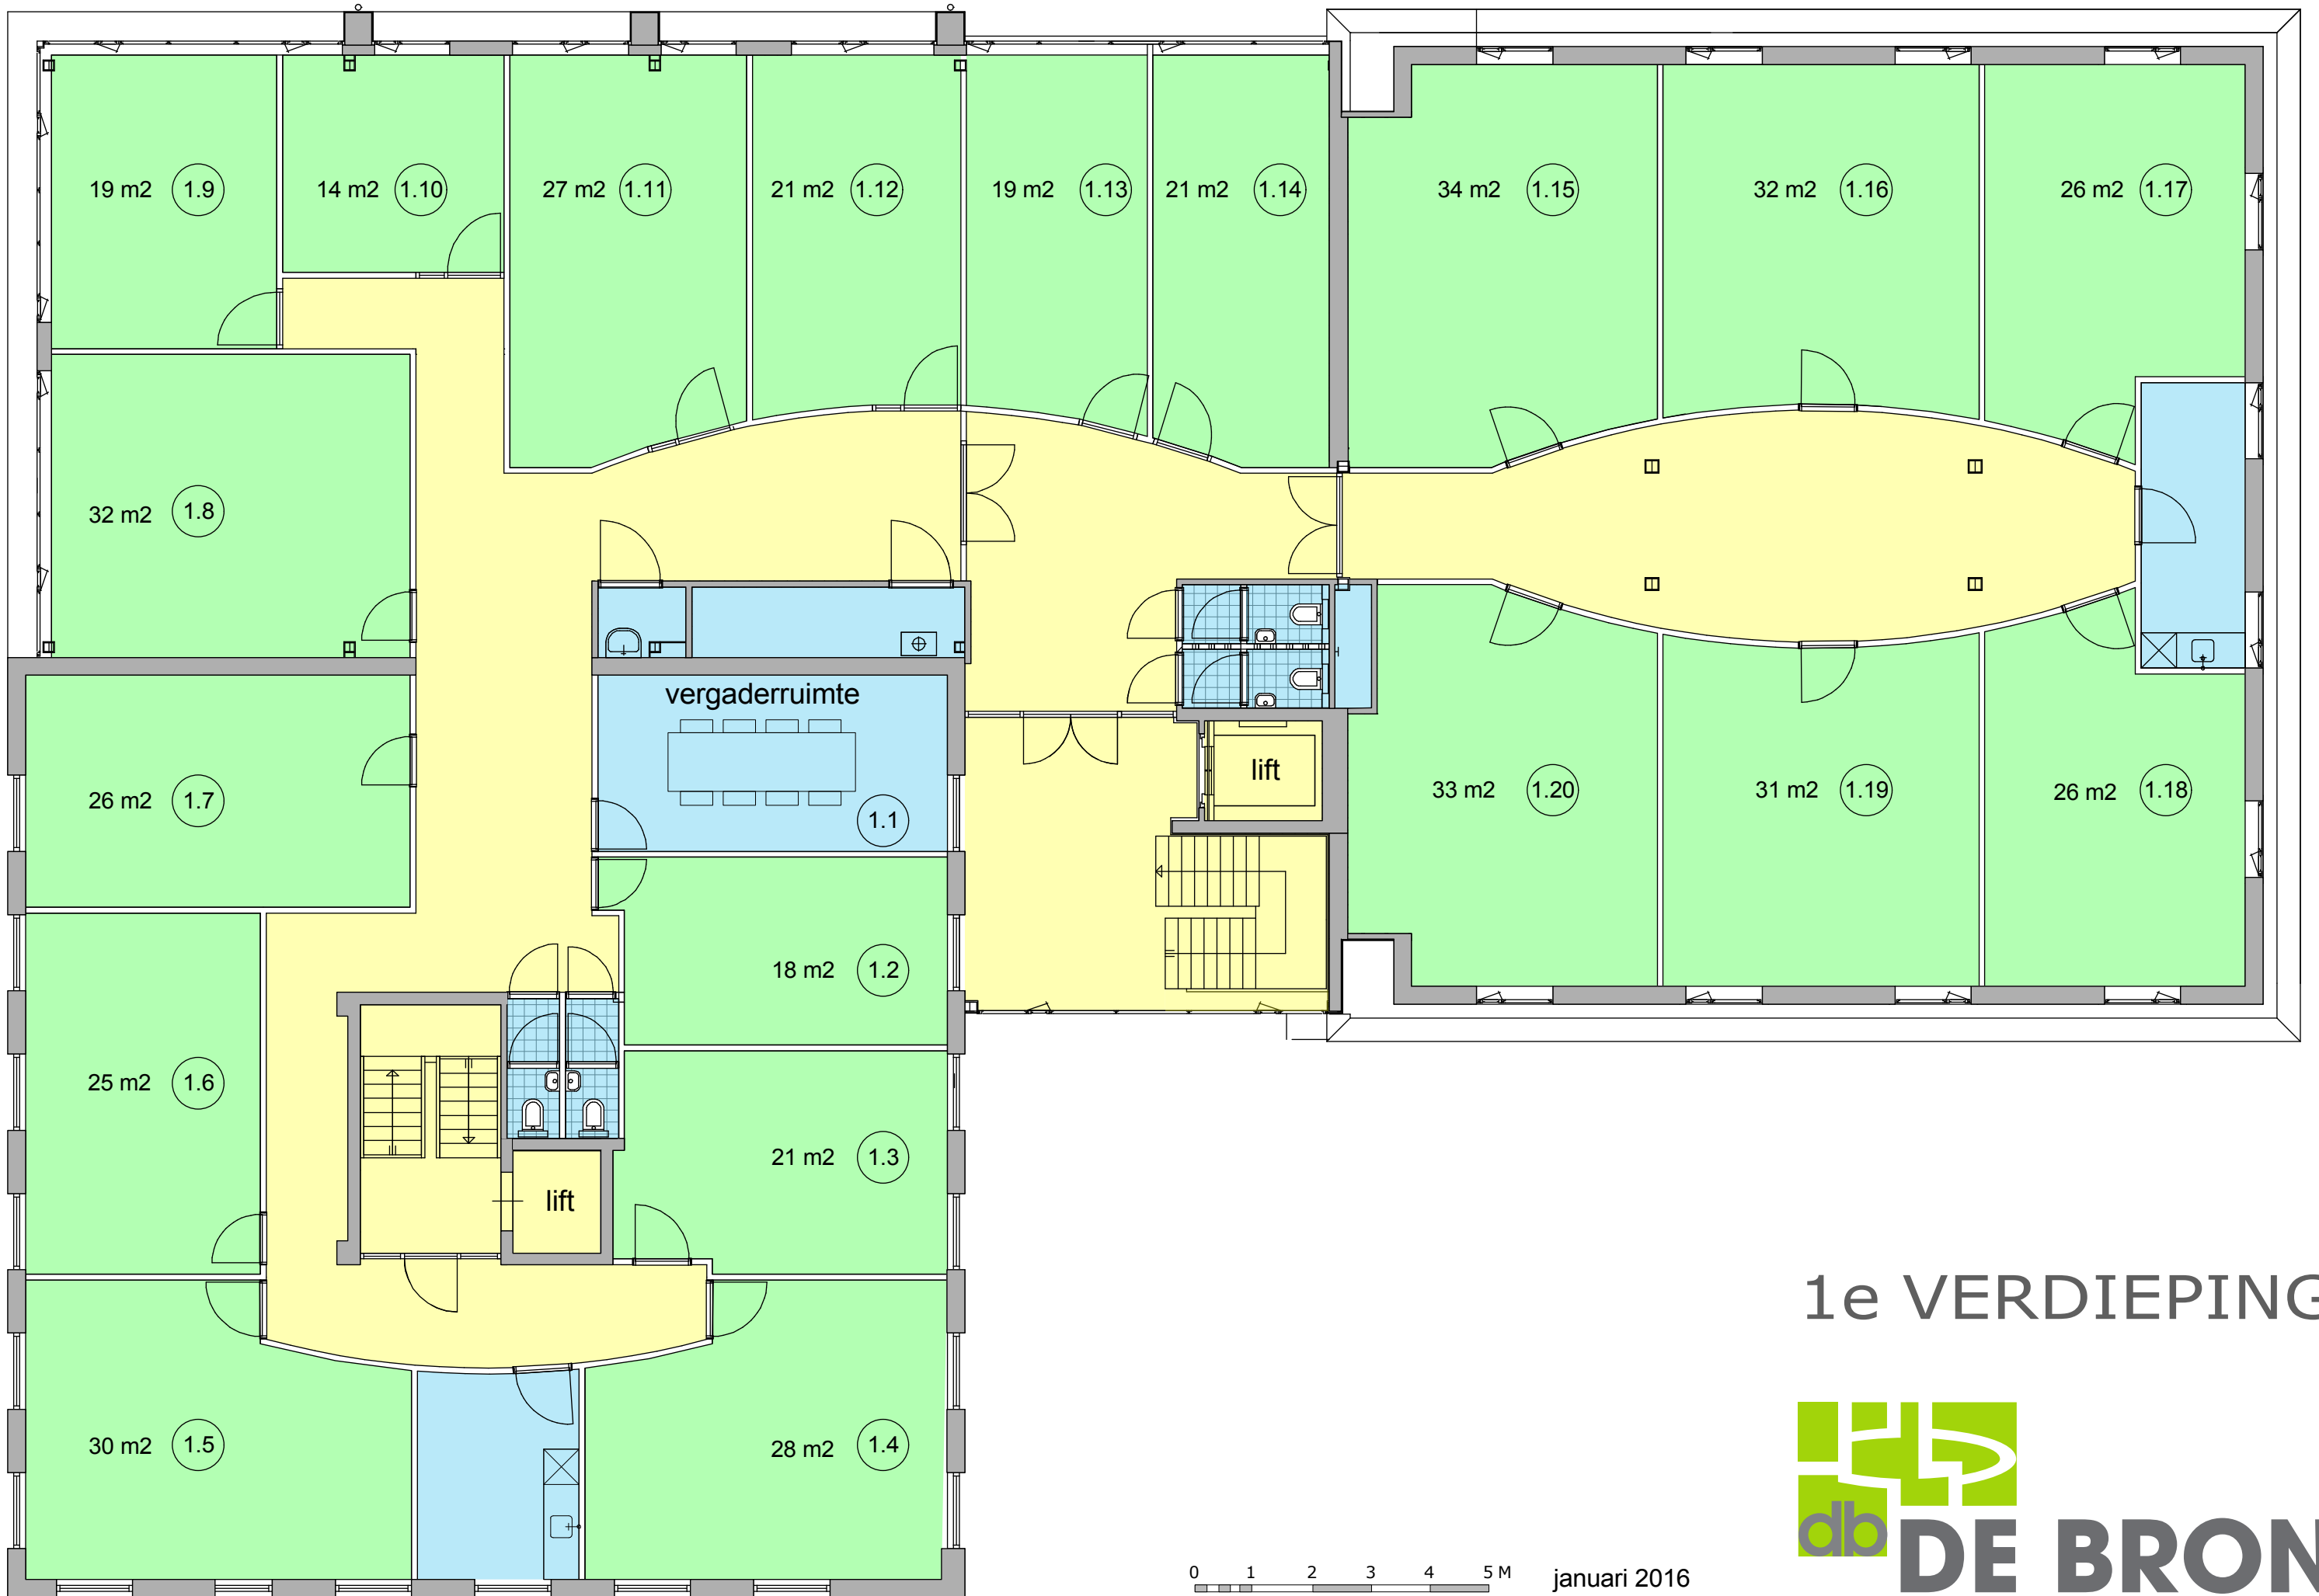 19 m2 1.9
14 m2 1.10
27 m2 1.11
21 m2 1.12
19 m2 1.13
21 m2 1.14
34 m2 1.15
32 m2 1.16
26 m2 1.17
32 m2 1.8
vergaderruimte
1.1
lift
26 m2 1.7
33 m2 1.20
31 m2 1.19
26 m2 1.18
18 m2 1.2
25 m2 1.6
21 m2 1.3
lift
30 m2 1.5
28 m2 1.4
1e VERDIEPING
db DE BRON
0 1 2 3 4 5 M
januari 2016